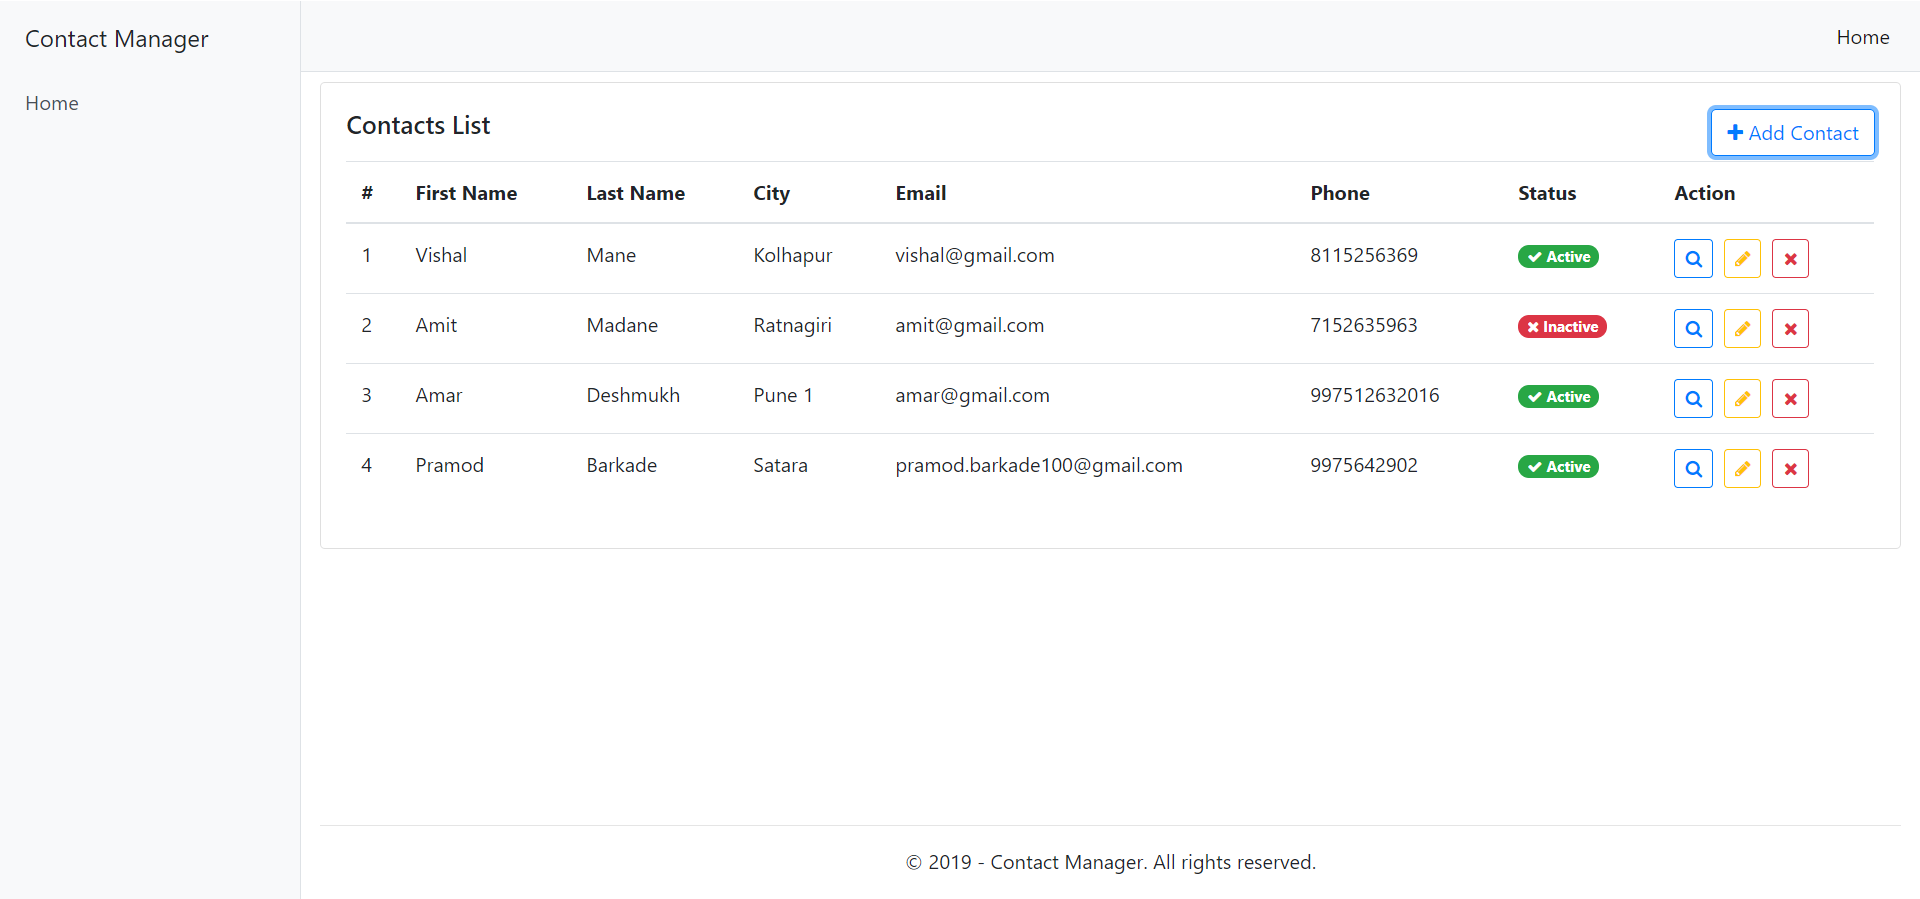 Contact Manager
Home
Home
Contacts List
Add Contact
# First Name Last Name City Email Phone Status Action
1 Vishal Mane Kolhapur vishal@gmail.com 8115256369 Active
2 Amit Madane Ratnagiri amit@gmail.com 7152635963 Inactive
3 Amar Deshmukh Pune 1 amar@gmail.com 997512632016 Active
4 Pramod Barkade Satara pramod.barkade100@gmail.com 9975642902 Active
© 2019 - Contact Manager. All rights reserved.